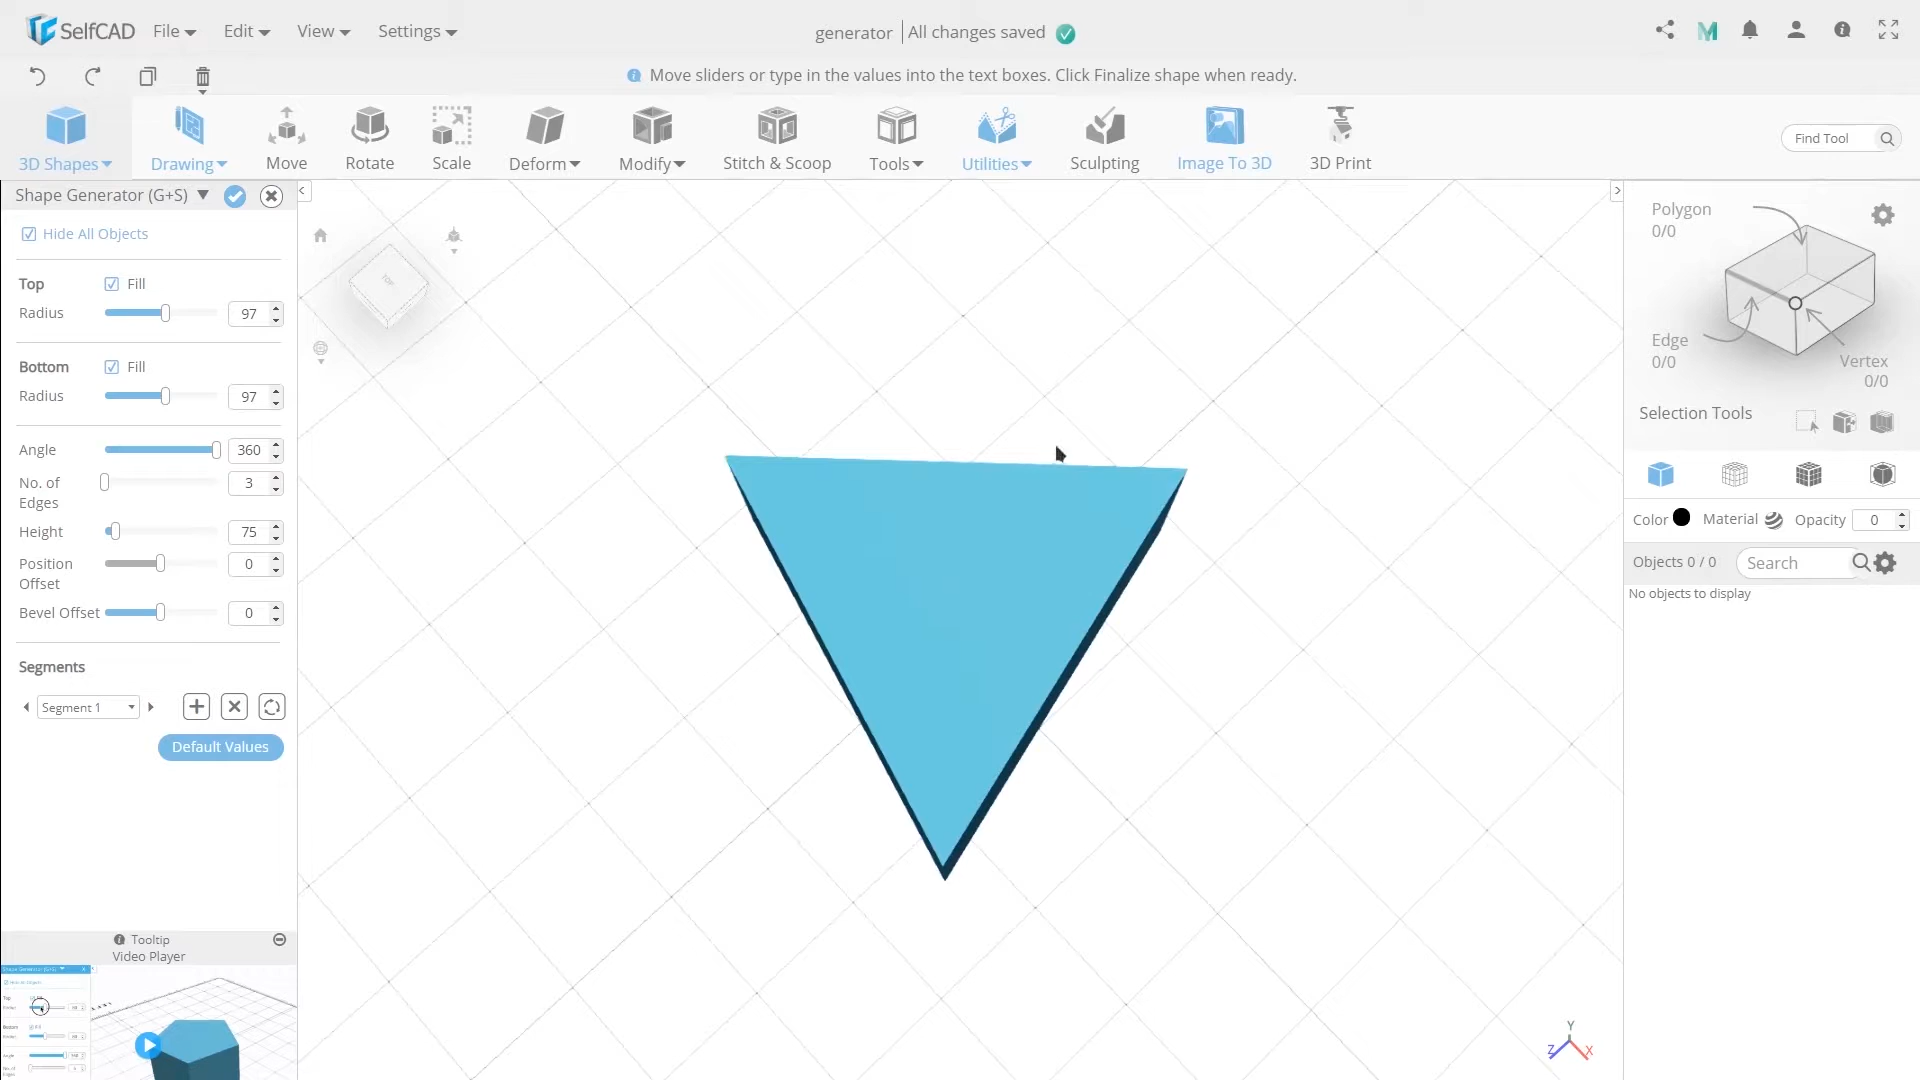 SelfCAD File Edit View Settings generator All changes saved
Move sliders or type in the values into the text boxes. Click Finalize shape when ready.
3D Shapes Drawing Move Rotate Scale Deform Modify Stitch & Scoop Tools Utilities Sculpting Image To 3D 3D Print Find Tool
Shape Generator (G+S)
Hide All Objects
Top Fill
Radius 97
Bottom Fill
Radius 97
Angle 360
No. of Edges 3
Height 75
Position Offset 0
Bevel Offset 0
Segments
Segment 1
Default Values
Tooltip
Video Player
TOP
Y
Z X
Polygon
0/0
Edge
0/0
Vertex
0/0
Selection Tools
Color Material Opacity 0
Objects 0 / 0 Search
No objects to display